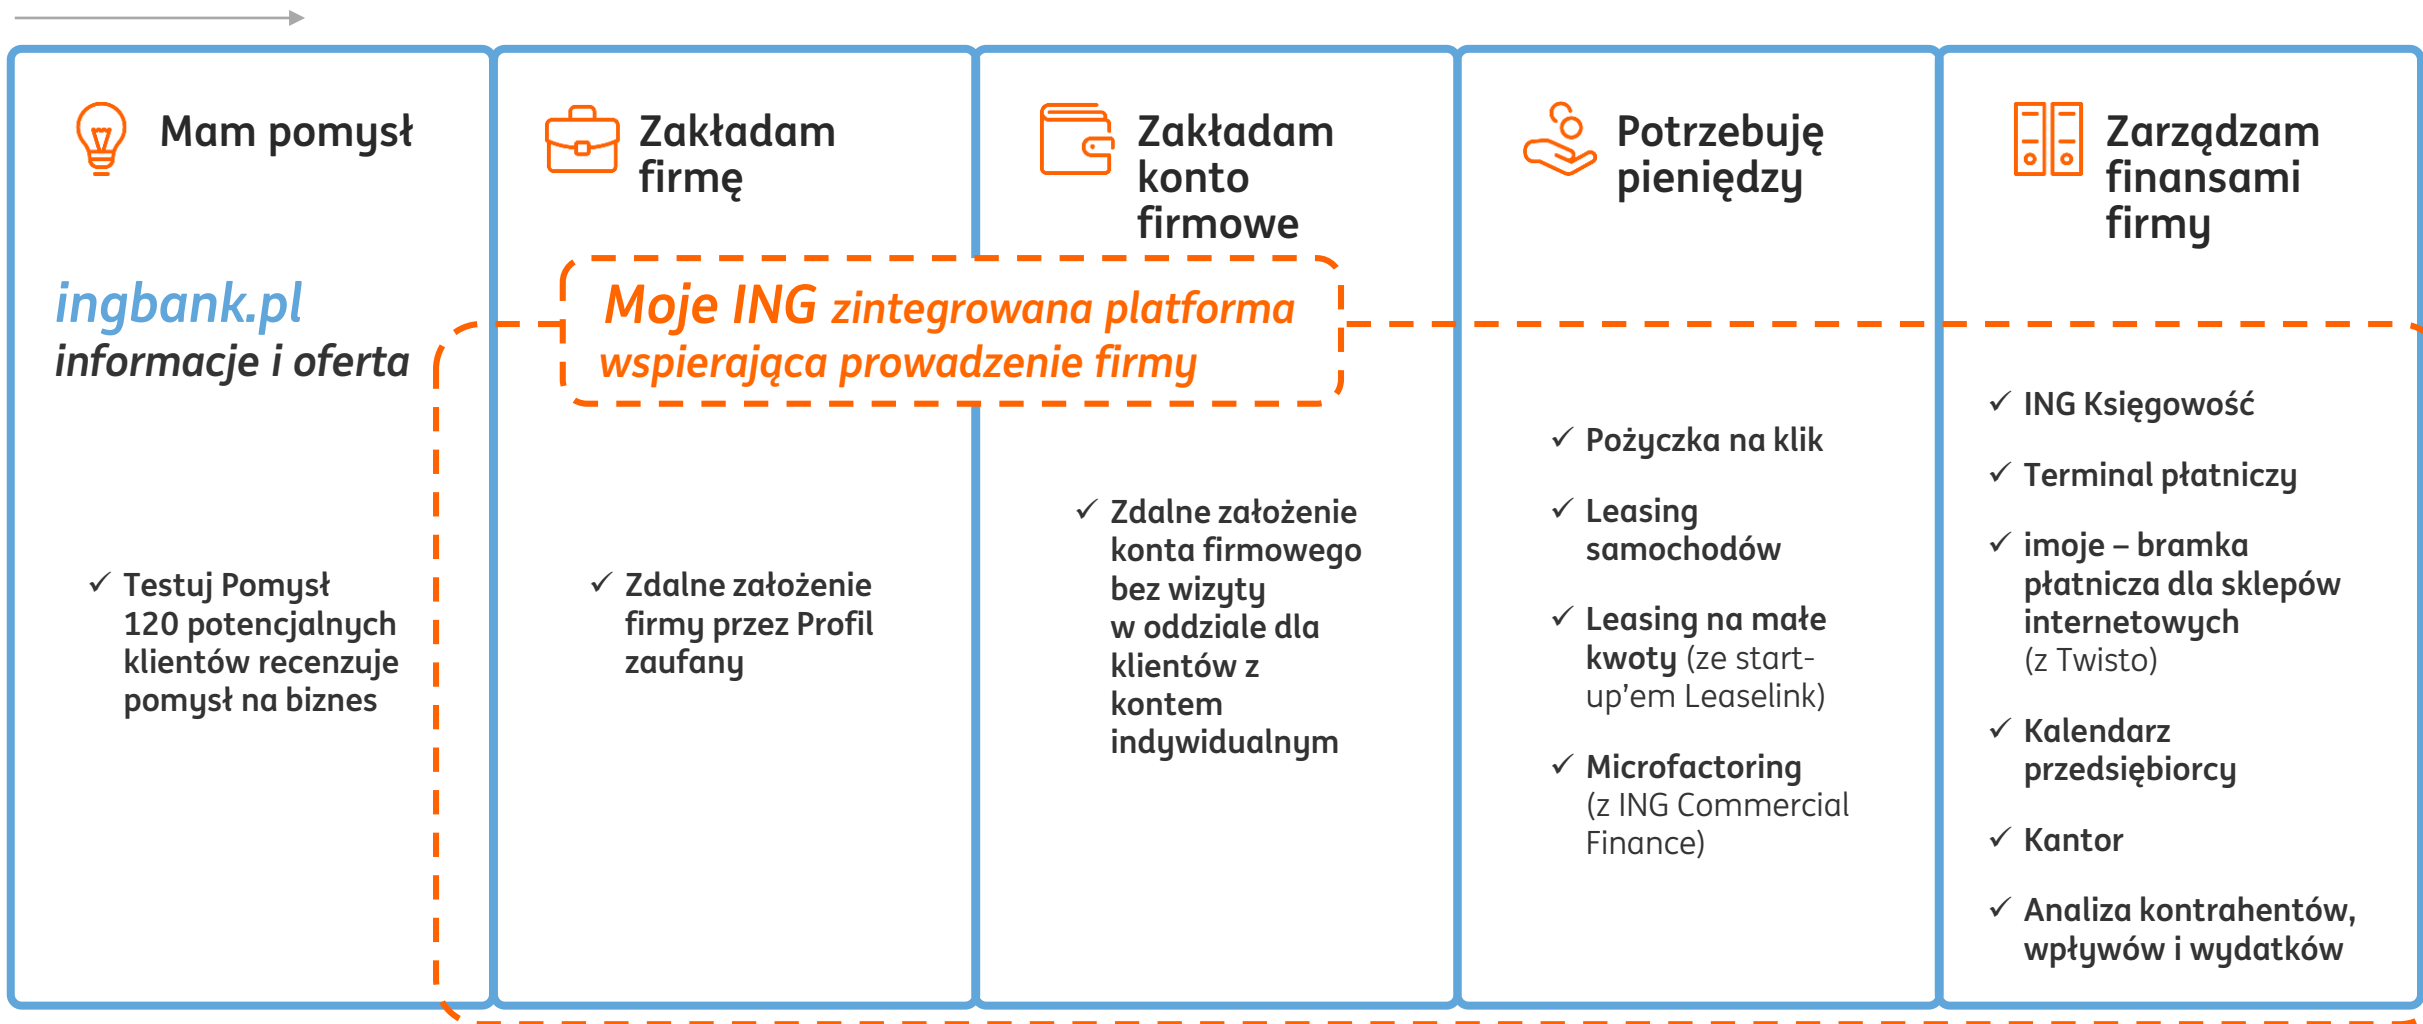 Mam pomysł
ingbank.pl
informacje i oferta
✓ Testuj Pomysł
120 potencjalnych
klientów recenzuje
pomysł na biznes
Zakładam
firmę
Moje ING zintegrowana platforma
wspierająca prowadzenie firmy
✓ Zdalne założenie
firmy przez Profil
zaufany
Zakładam
konto
firmowe
✓ Zdalne założenie
konta firmowego
bez wizyty
w oddziale dla
klientów z
kontem
indywidualnym
Potrzebuję
pieniędzy
✓ Pożyczka na klik
✓ Leasing
samochodów
✓ Leasing na małe
kwoty (ze start-
up’em Leaselink)
✓ Microfactoring
(z ING Commercial
Finance)
Zarządzam
finansami
firmy
✓ ING Księgowość
✓ Terminal płatniczy
✓ imoje – bramka
płatnicza dla sklepów
internetowych
(z Twisto)
✓ Kalendarz
przedsiębiorcy
✓ Kantor
✓ Analiza kontrahentów,
wpływów i wydatków